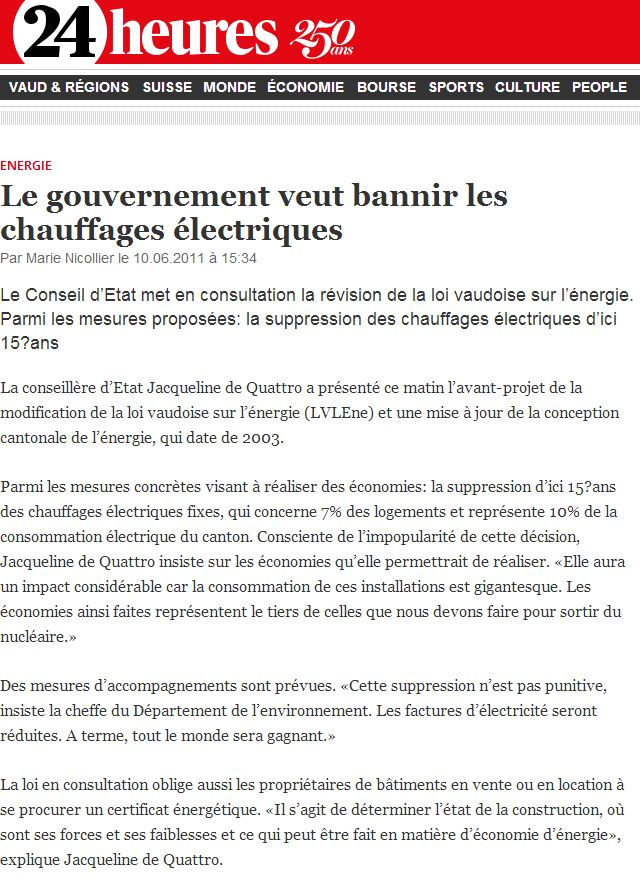 24 heures 250 ans
VAUD & RÉGIONS SUISSE MONDE ÉCONOMIE BOURSE SPORTS CULTURE PEOPLE
ENERGIE
Le gouvernement veut bannir les
chauffages électriques
Par Marie Nicollier le 10.06.2011 à 15:34
Le Conseil d’Etat met en consultation la révision de la loi vaudoise sur l’énergie.
Parmi les mesures proposées: la suppression des chauffages électriques d’ici
15?ans
La conseillère d’Etat Jacqueline de Quattro a présenté ce matin l’avant-projet de la
modification de la loi vaudoise sur l’énergie (LVLEne) et une mise à jour de la conception
cantonale de l’énergie, qui date de 2003.
Parmi les mesures concrètes visant à réaliser des économies: la suppression d’ici 15?ans
des chauffages électriques fixes, qui concerne 7% des logements et représente 10% de la
consommation électrique du canton. Consciente de l’impopularité de cette décision,
Jacqueline de Quattro insiste sur les économies qu’elle permettrait de réaliser. «Elle aura
un impact considérable car la consommation de ces installations est gigantesque. Les
économies ainsi faites représentent le tiers de celles que nous devons faire pour sortir du
nucléaire.»
Des mesures d’accompagnements sont prévues. «Cette suppression n’est pas punitive,
insiste la cheffe du Département de l’environnement. Les factures d’électricité seront
réduites. A terme, tout le monde sera gagnant.»
La loi en consultation oblige aussi les propriétaires de bâtiments en vente ou en location à
se procurer un certificat énergétique. «Il s’agit de déterminer l’état de la construction, où
sont ses forces et ses faiblesses et ce qui peut être fait en matière d’économie d’énergie»,
explique Jacqueline de Quattro.